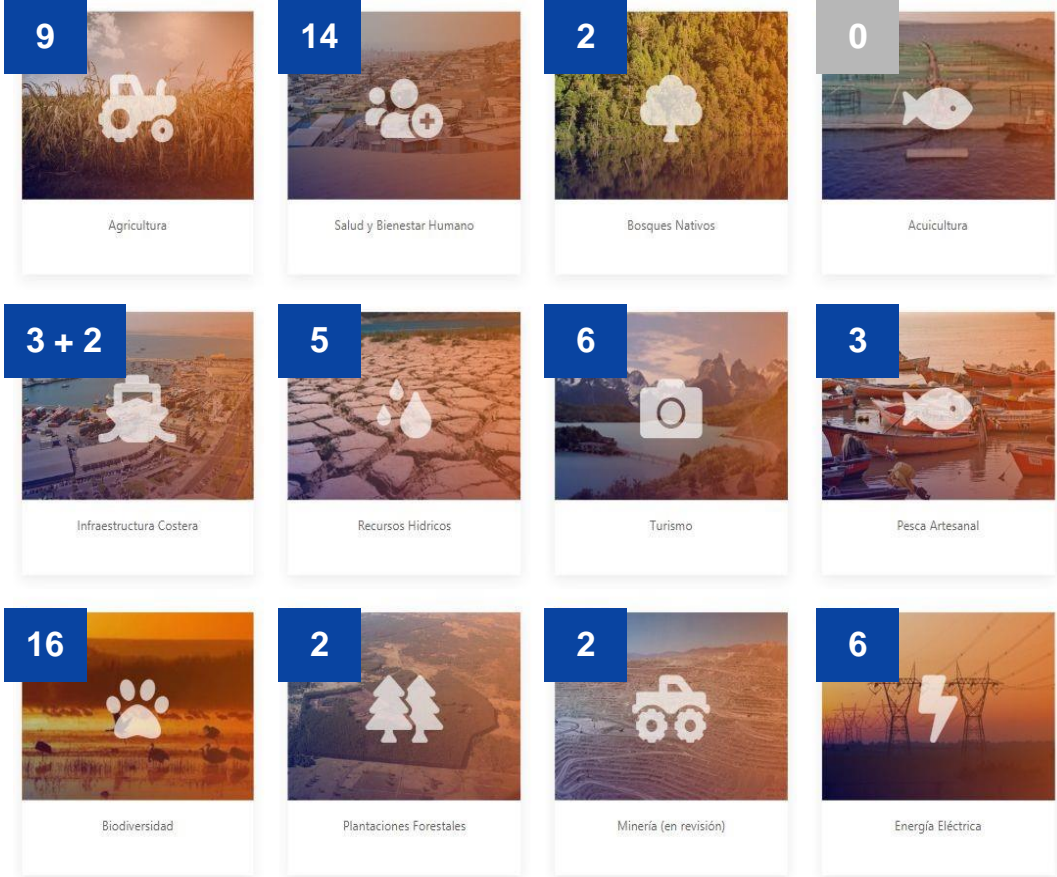 9
14
2
0
Agricultura
Salud y Bienestar Humano
Bosques Nativos
Acuicultura
3 + 2
5
6
3
Infraestructura Costera
Recursos Hidricos
Turismo
Pesca Artesanal
16
2
2
6
Biodiversidad
Plantaciones Forestales
Minería (en revisión)
Energía Eléctrica